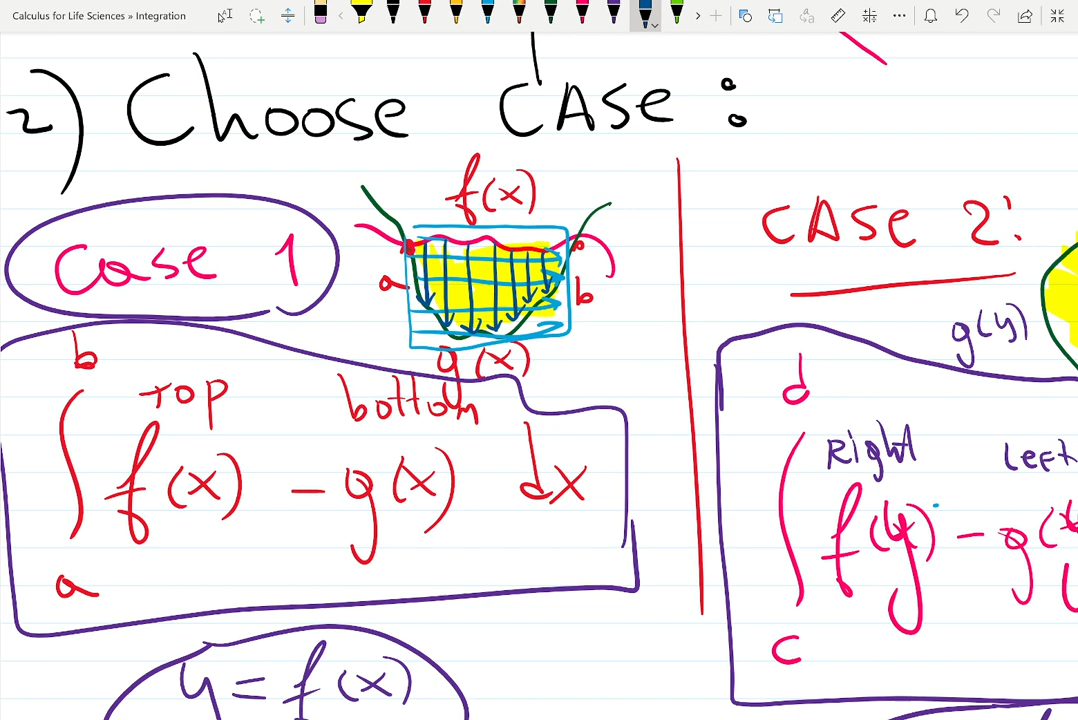 Calculus for Life Sciences » Integration
2) Choose CASE :
Case 1
f(x)
a
b
g(x)
b
TOP bottom
∫ f(x) - g(x) dx
a
y = f(x)
CASE 2:
g(y)
d
Right Left
∫ f(y) - g(
c